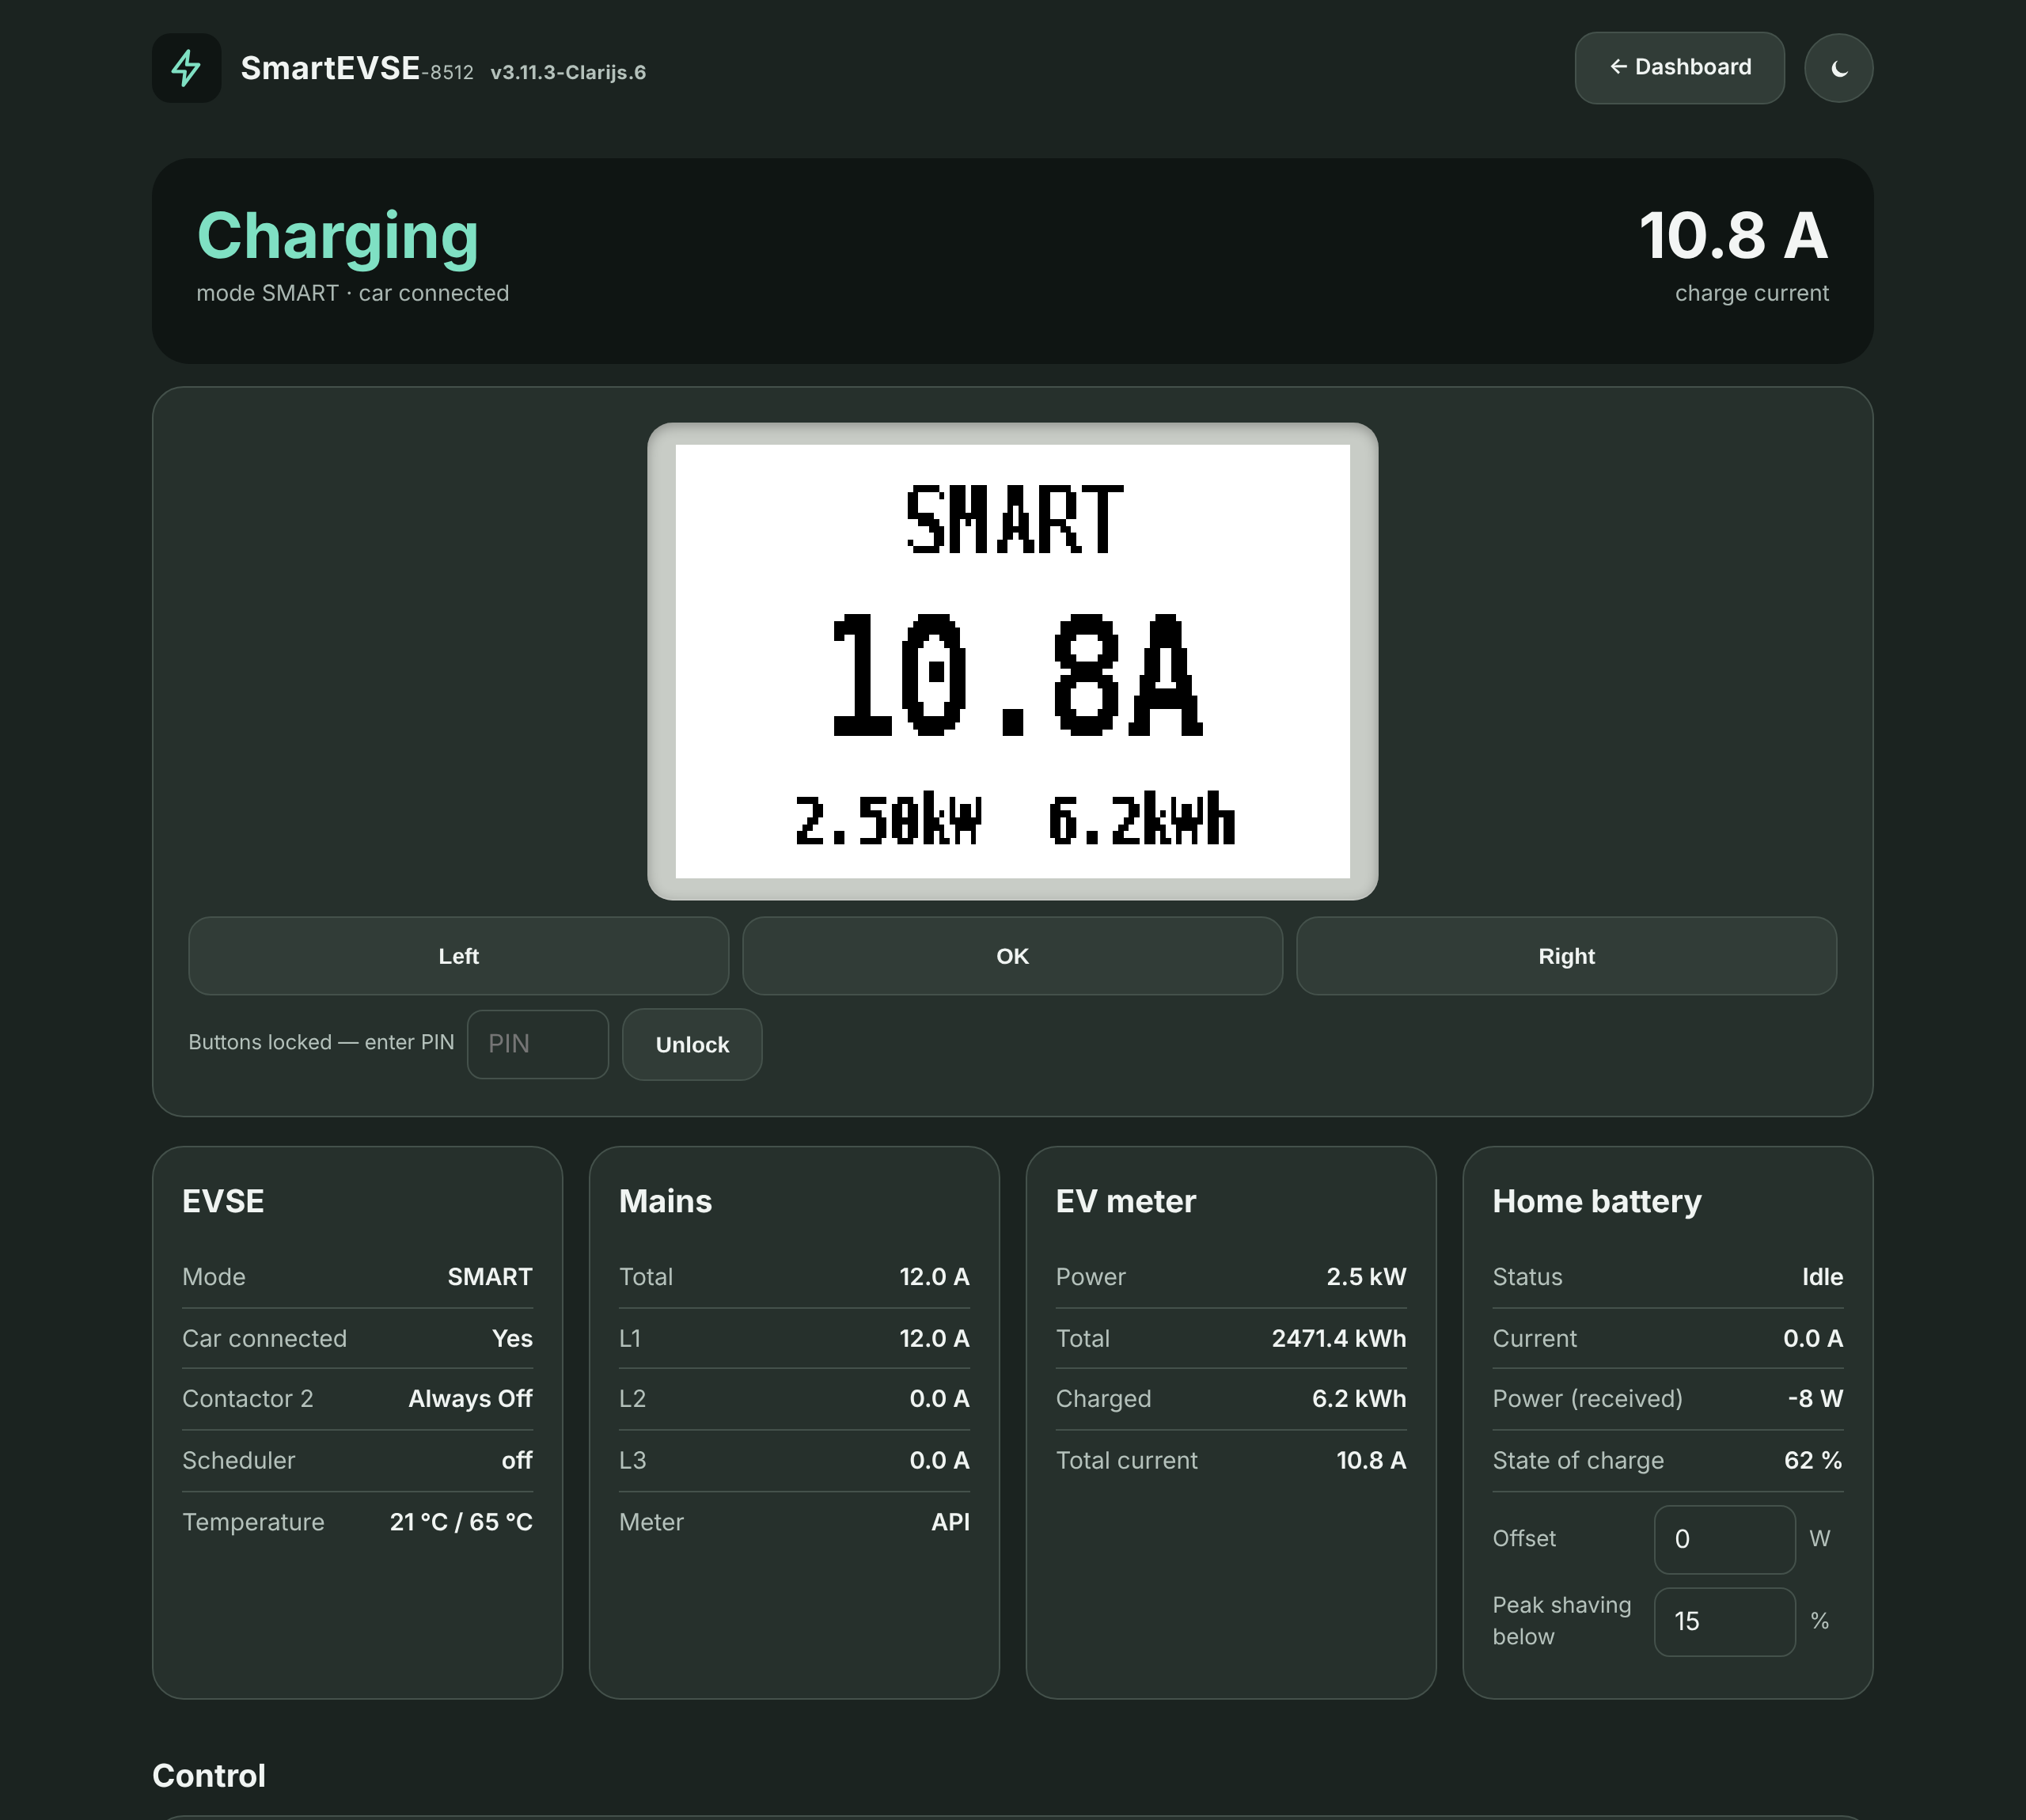 SmartEVSE-8512 v3.11.3-Clarijs.6
← Dashboard
Charging
mode SMART · car connected
10.8 A
charge current
SMART
10.8A
2.50kW 6.2kWh
Left
OK
Right
Buttons locked — enter PIN
PIN
Unlock
EVSE
Mode SMART
Car connected Yes
Contactor 2 Always Off
Scheduler off
Temperature 21 °C / 65 °C
Mains
Total 12.0 A
L1 12.0 A
L2 0.0 A
L3 0.0 A
Meter API
EV meter
Power 2.5 kW
Total 2471.4 kWh
Charged 6.2 kWh
Total current 10.8 A
Home battery
Status Idle
Current 0.0 A
Power (received) -8 W
State of charge 62 %
Offset 0 W
Peak shaving
below 15 %
Control